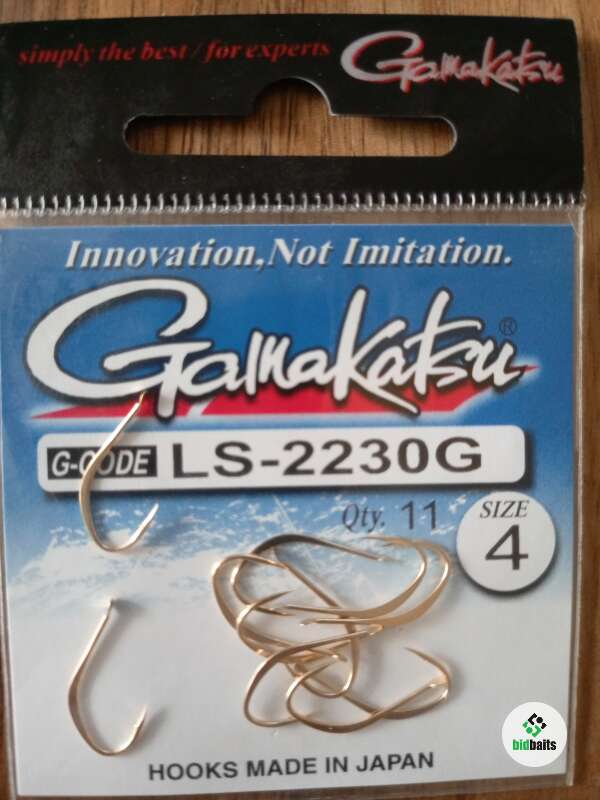 simply the best / for experts Gamakatsu
Innovation, Not Imitation.
Gamakatsu®
G-CODE LS-2230G
Qty. 11 SIZE 4
HOOKS MADE IN JAPAN
bidbaits